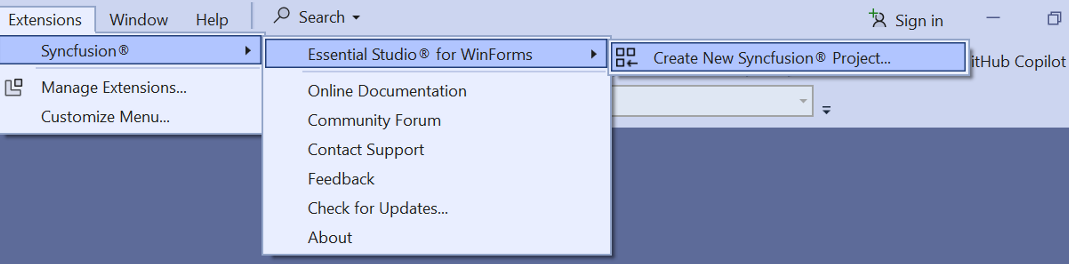 Extensions Window Help Search Sign in
Syncfusion® Essential Studio® for WinForms Create New Syncfusion® Project... Copilot
Manage Extensions... Online Documentation
Customize Menu... Community Forum
Contact Support
Feedback
Check for Updates...
About